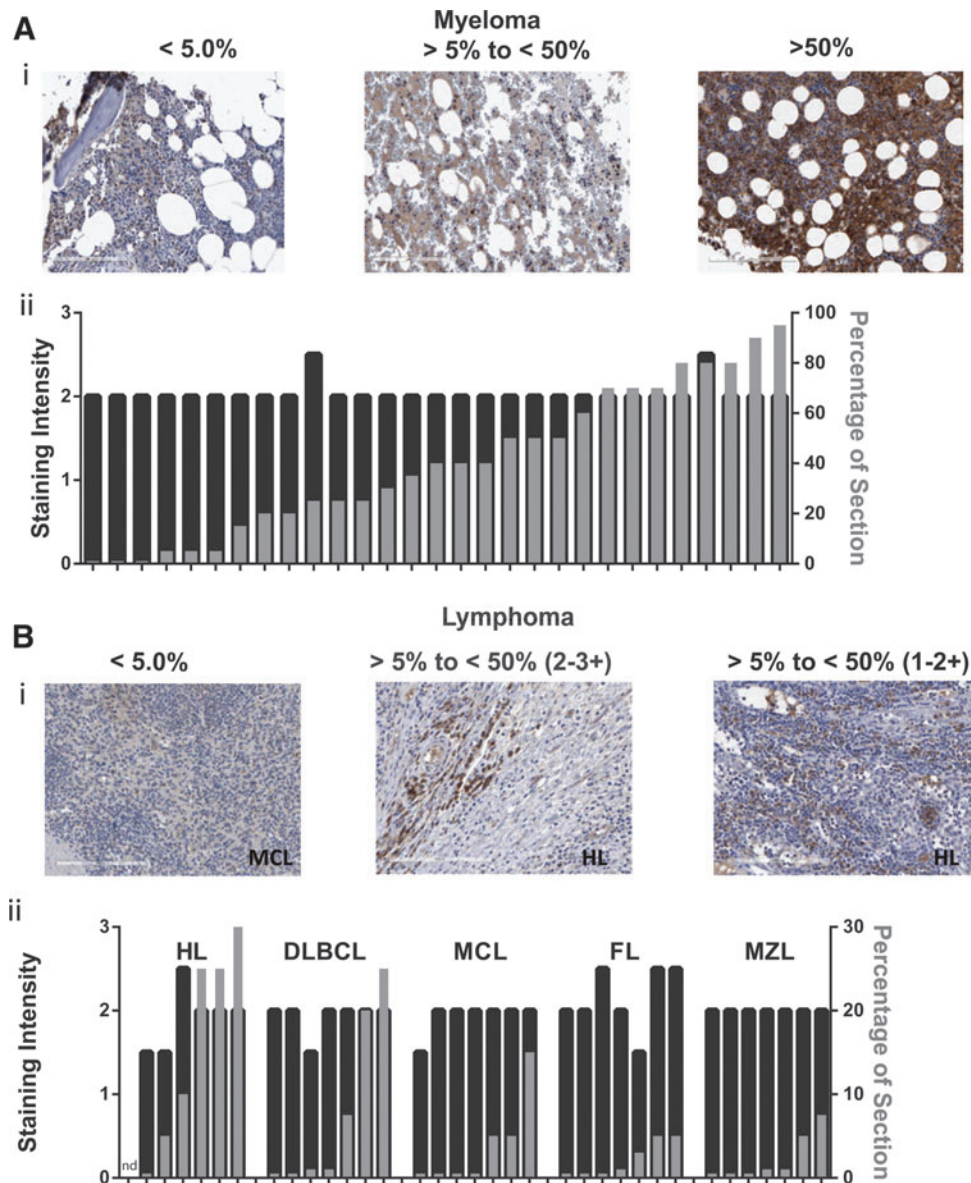 A
Myeloma
< 5.0%
> 5% to < 50%
>50%
i
ii
3
2
1
0
Staining Intensity
100
80
60
40
20
0
Percentage of Section
B
Lymphoma
< 5.0%
> 5% to < 50% (2-3+)
> 5% to < 50% (1-2+)
i
MCL
HL
HL
ii
3
2
1
0
Staining Intensity
nd
HL
DLBCL
MCL
FL
MZL
30
20
10
0
Percentage of Section